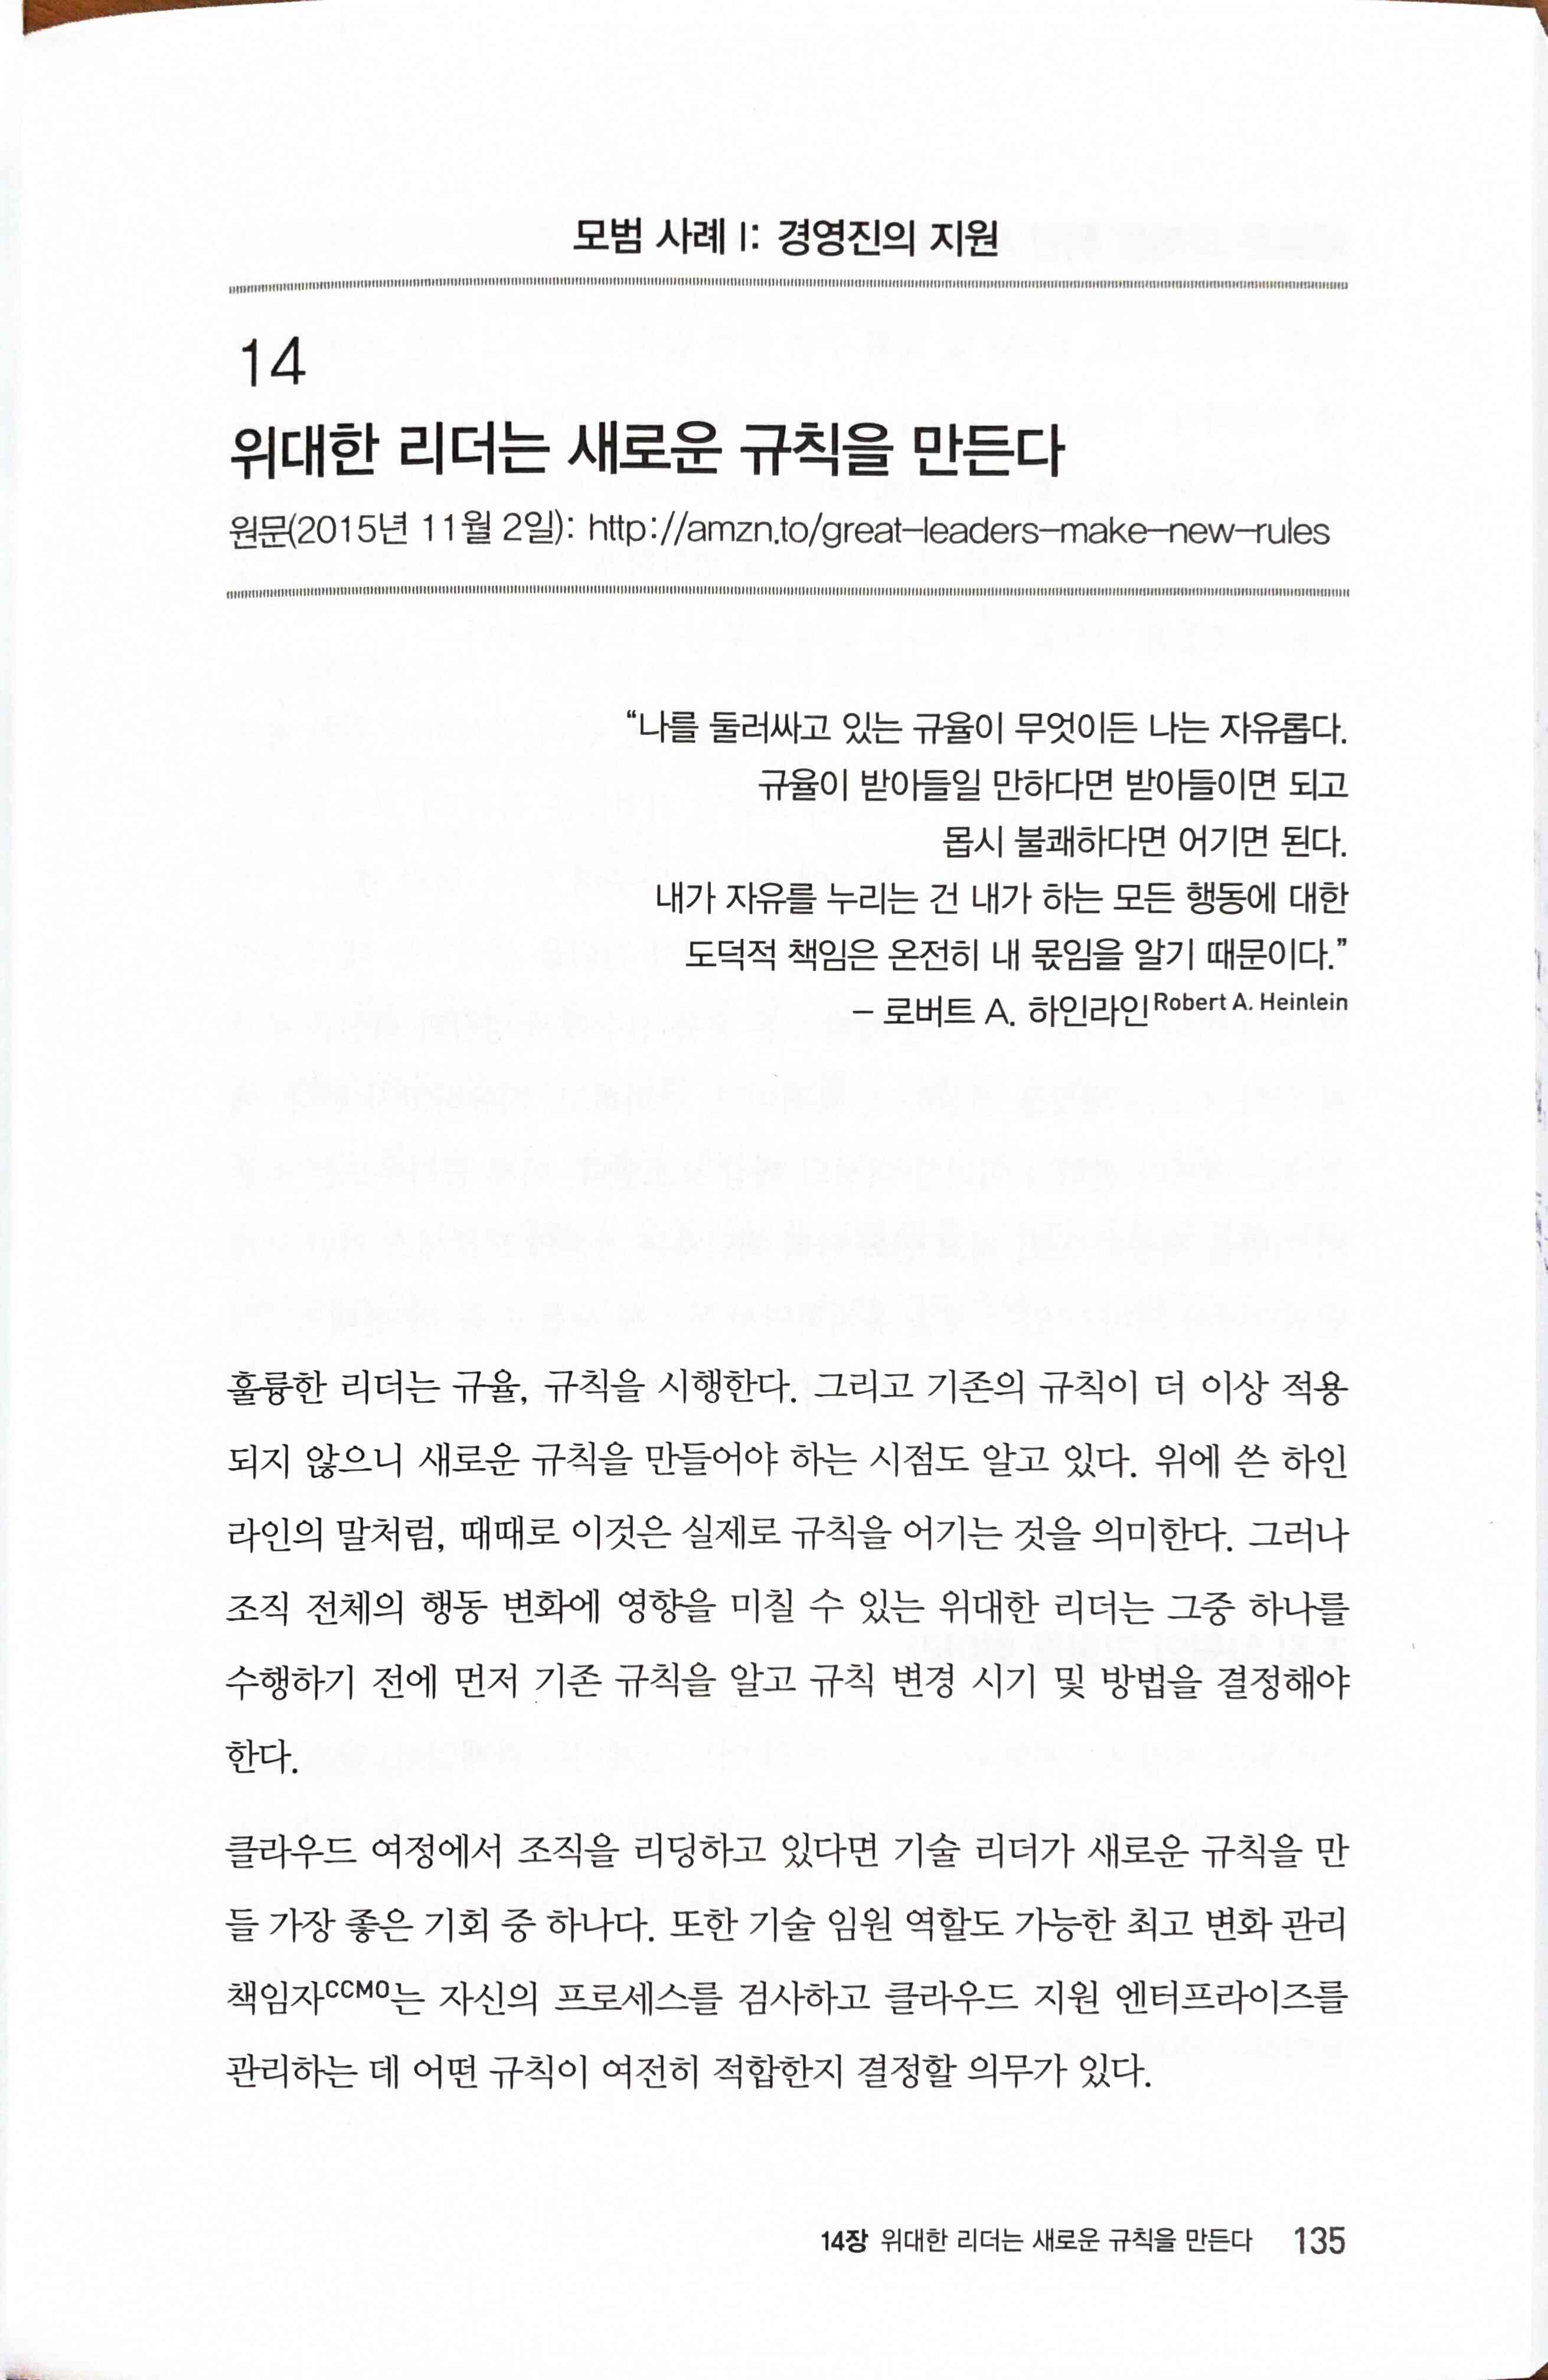 모범 사례 I: 경영진의 지원
14
위대한 리더는 새로운 규칙을 만든다
원문(2015년 11월 2일): http://amzn.to/great-leaders-make-new-rules
“나를 둘러싸고 있는 규율이 무엇이든 나는 자유롭다.
규율이 받아들일 만하다면 받아들이면 되고
몹시 불쾌하다면 어기면 된다.
내가 자유를 누리는 건 내가 하는 모든 행동에 대한
도덕적 책임은 온전히 내 몫임을 알기 때문이다.”
– 로버트 A. 하인라인Robert A. Heinlein
훌륭한 리더는 규율, 규칙을 시행한다. 그리고 기존의 규칙이 더 이상 적용
되지 않으니 새로운 규칙을 만들어야 하는 시점도 알고 있다. 위에 쓴 하인
라인의 말처럼, 때때로 이것은 실제로 규칙을 어기는 것을 의미한다. 그러나
조직 전체의 행동 변화에 영향을 미칠 수 있는 위대한 리더는 그중 하나를
수행하기 전에 먼저 기존 규칙을 알고 규칙 변경 시기 및 방법을 결정해야
한다.
클라우드 여정에서 조직을 리딩하고 있다면 기술 리더가 새로운 규칙을 만
들 가장 좋은 기회 중 하나다. 또한 기술 임원 역할도 가능한 최고 변화 관리
책임자CCMO는 자신의 프로세스를 검사하고 클라우드 지원 엔터프라이즈를
관리하는 데 어떤 규칙이 여전히 적합한지 결정할 의무가 있다.
14장 위대한 리더는 새로운 규칙을 만든다 135